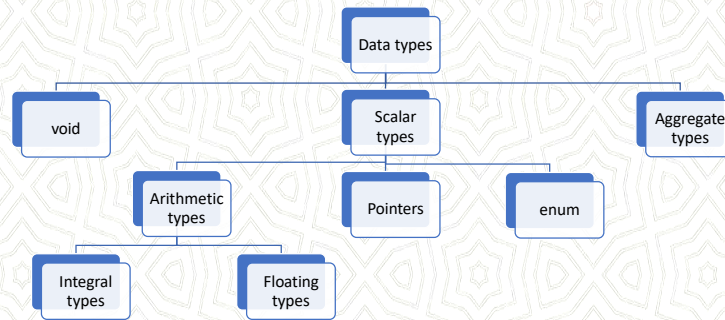 Data types
void
Scalar
types
Aggregate
types
Arithmetic
types
Pointers
enum
Integral
types
Floating
types